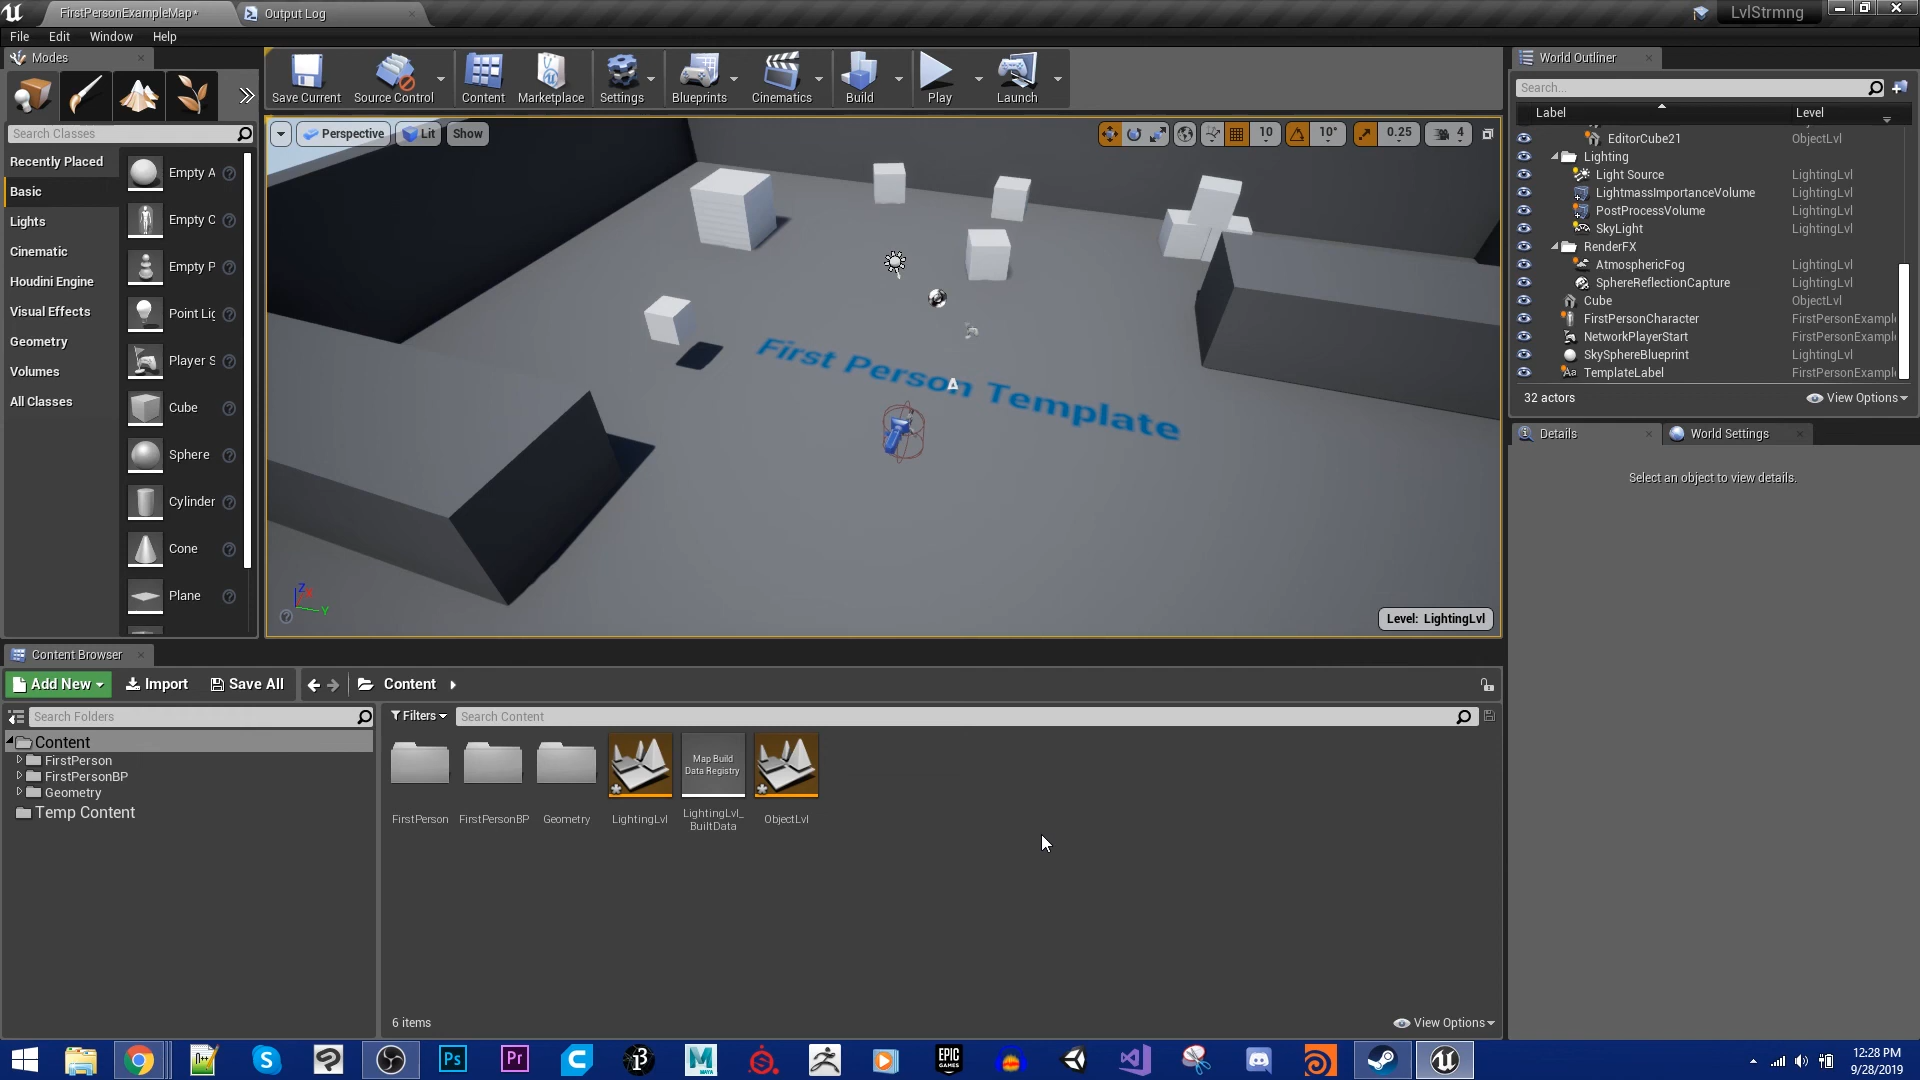 FirstPersonExampleMap*
Output Log
LvlStrmng
File Edit Window Help
Modes
Save Current
Source Control
Content
Marketplace
Settings
Blueprints
Cinematics
Build
Play
Launch
World Outliner
Search...
Label
Level
Search Classes
Recently Placed
Basic
Lights
Cinematic
Houdini Engine
Visual Effects
Geometry
Volumes
All Classes
Empty A
Empty C
Empty P
Point Lig
Player S
Cube
Sphere
Cylinder
Cone
Plane
Perspective
Lit
Show
10
10°
0.25
4
First Person Template
Z
Y
Level: LightingLvl
EditorCube21 ObjectLvl
Lighting
Light Source LightingLvl
LightmassImportanceVolume LightingLvl
PostProcessVolume LightingLvl
SkyLight LightingLvl
RenderFX
AtmosphericFog LightingLvl
SphereReflectionCapture LightingLvl
Cube ObjectLvl
FirstPersonCharacter FirstPersonExampl
NetworkPlayerStart FirstPersonExampl
SkySphereBlueprint LightingLvl
TemplateLabel FirstPersonExampl
32 actors
View Options
Details
World Settings
Select an object to view details.
Content Browser
Add New
Import
Save All
Content
Search Folders
Filters
Search Content
Content
FirstPerson
FirstPersonBP
Geometry
Temp Content
Map Build
Data Registry
FirstPerson
FirstPersonBP
Geometry
LightingLvl
LightingLvl_
BuiltData
ObjectLvl
6 items
View Options
Ps
Pr
MAYA
EPIC
GAMES
12:28 PM
9/28/2019